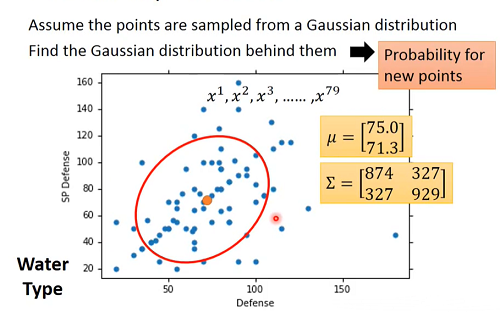 Assume the points are sampled from a Gaussian distribution
Find the Gaussian distribution behind them
Probability for
new points
x¹, x², x³, ...... , x⁷⁹
μ = [75.0
71.3]
Σ = [874 327
327 929]
160
140
120
100
80
60
40
20
SP Defense
50 100 150
Defense
Water
Type